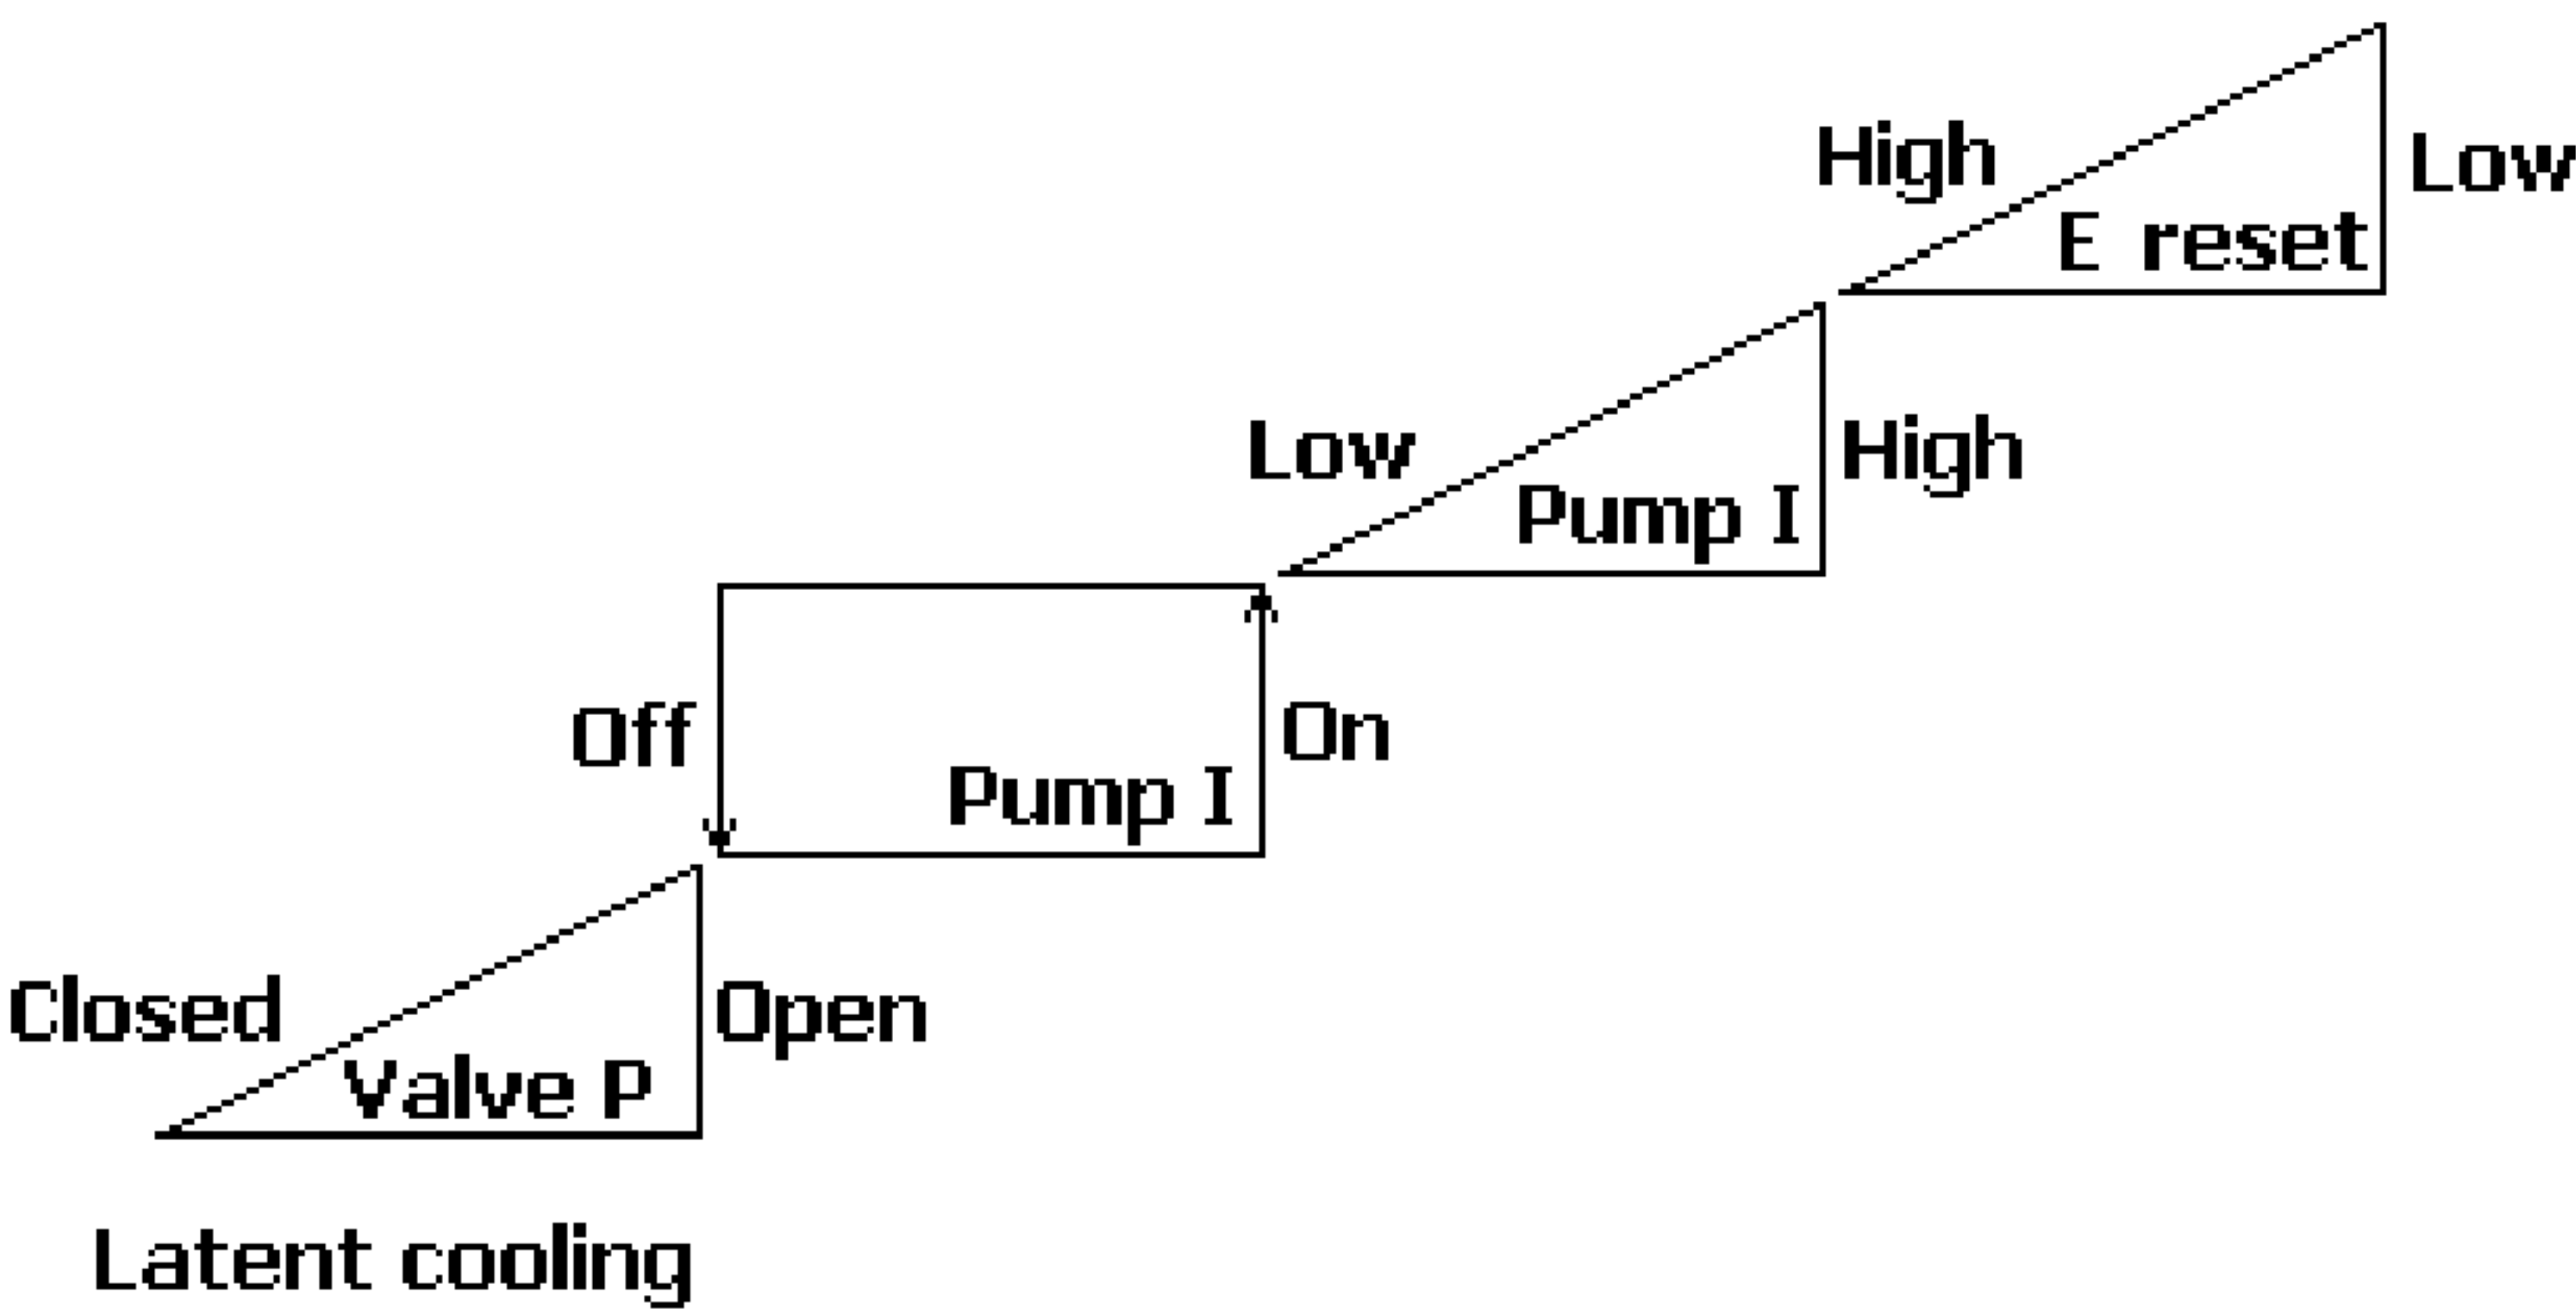 High
Low
E reset
Low
High
Pump I
Off
On
Pump I
Closed
Open
Valve P
Latent cooling